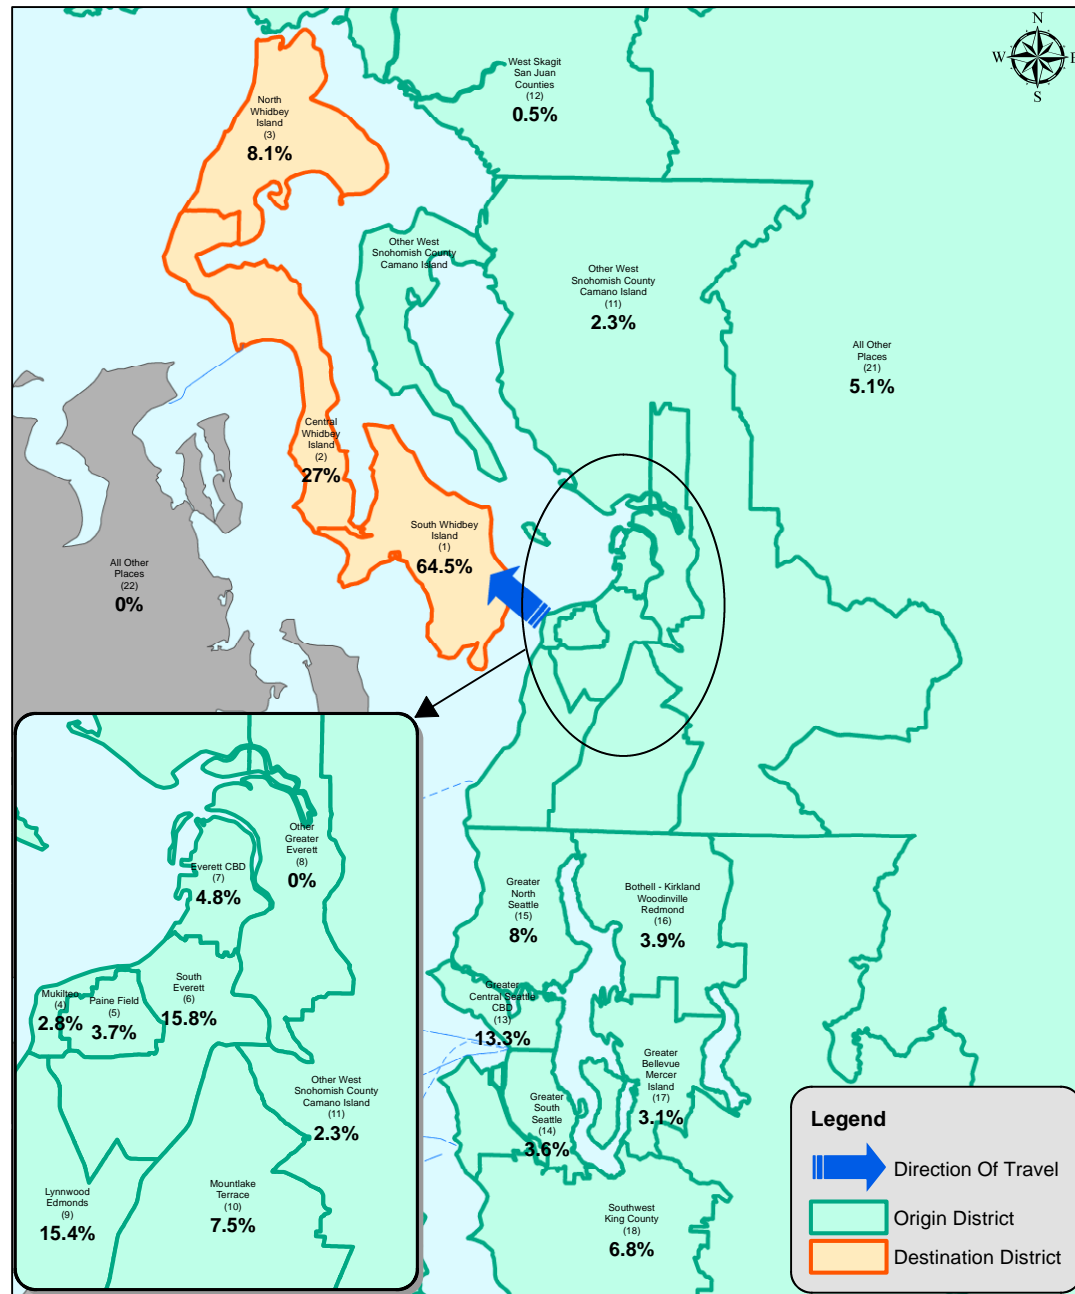 N
W
E
S
West Skagit
San Juan
Counties
(12)
0.5%
North
Whidbey
Island
(3)
8.1%
Other West
Snohomish County
Camano Island
Other West
Snohomish County
Camano Island
(11)
2.3%
All Other
Places
(21)
5.1%
Central
Whidbey
Island
(2)
27%
South Whidbey
Island
(1)
64.5%
All Other
Places
(22)
0%
Other
Greater
Everett
(8)
0%
Everett CBD
(7)
4.8%
South
Everett
(6)
15.8%
Mukilteo
(4)
2.8%
Paine Field
(5)
3.7%
Other West
Snohomish County
Camano Island
(11)
2.3%
Lynnwood
Edmonds
(9)
15.4%
Mountlake
Terrace
(10)
7.5%
Greater
North
Seattle
(15)
8%
Bothell - Kirkland
Woodinville
Redmond
(16)
3.9%
Greater
Central Seattle
CBD
(13)
13.3%
Greater
Bellevue
Mercer
Island
(17)
3.1%
Greater
South
Seattle
(14)
3.6%
Southwest
King County
(18)
6.8%
Legend
Direction Of Travel
Origin District
Destination District